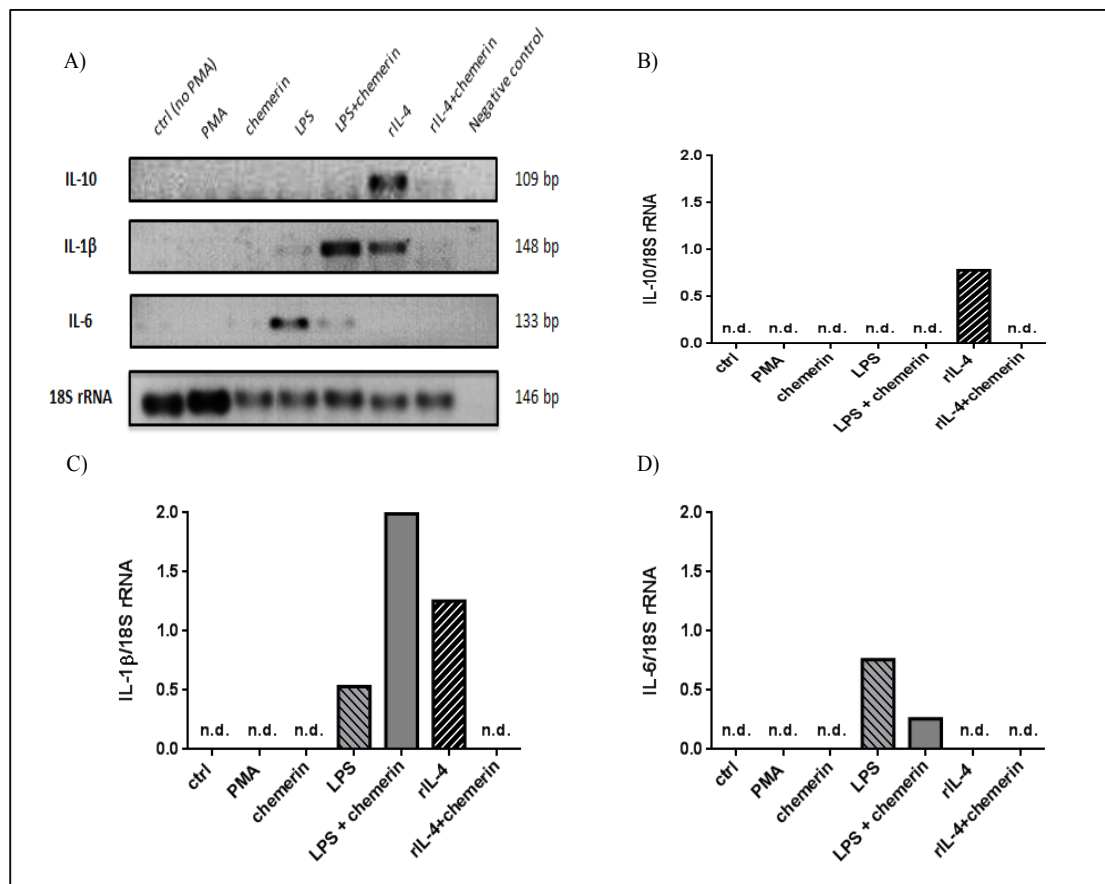 A)
ctrl (no PMA)
PMA
chemerin
LPS
LPS+chemerin
rIL-4
rIL-4+chemerin
Negative control
IL-10
109 bp
IL-1β
148 bp
IL-6
133 bp
18S rRNA
146 bp
B)
IL-10/18S rRNA
2.0
1.5
1.0
0.5
0.0
n.d. n.d. n.d. n.d. n.d. n.d.
ctrl
PMA
chemerin
LPS
LPS + chemerin
rIL-4
rIL-4+chemerin
C)
IL-1β/18S rRNA
2.0
1.5
1.0
0.5
0.0
n.d. n.d. n.d. n.d.
ctrl
PMA
chemerin
LPS
LPS + chemerin
rIL-4
rIL-4+chemerin
D)
IL-6/18S rRNA
2.0
1.5
1.0
0.5
0.0
n.d. n.d. n.d. n.d. n.d.
ctrl
PMA
chemerin
LPS
LPS + chemerin
rIL-4
rIL-4+chemerin